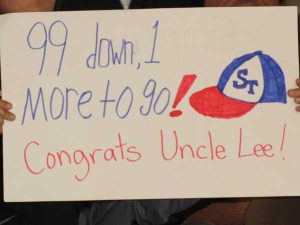 99 down, 1
more to go!
ST
Congrats Uncle Lee!